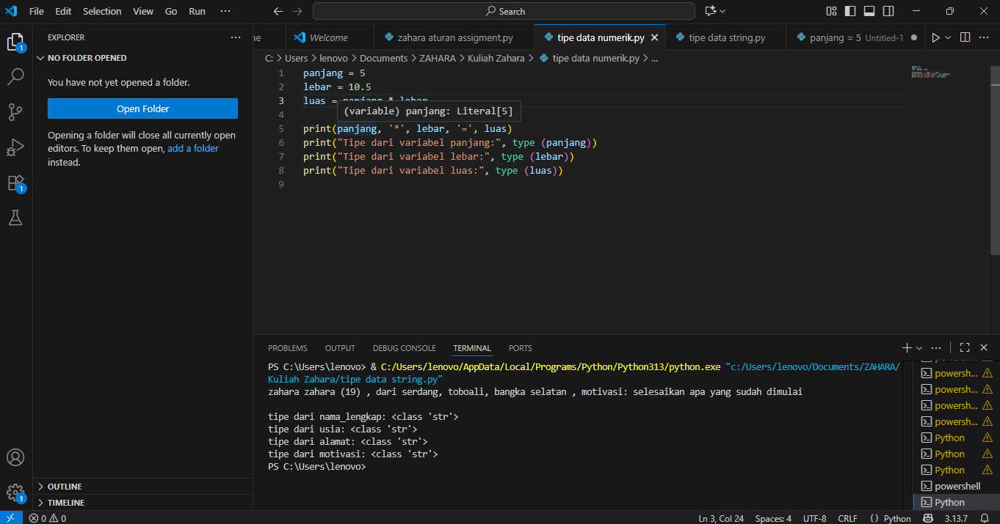 File Edit Selection View Go Run ··· Search
EXPLORER ···
NO FOLDER OPENED
You have not yet opened a folder.
Open Folder
Opening a folder will close all currently open
editors. To keep them open, add a folder
instead.
OUTLINE
TIMELINE
ne Welcome zahara aturan assigment.py tipe data numerik.py tipe data string.py panjang = 5 Untitled-1
C: > Users > lenovo > Documents > ZAHARA > Kuliah Zahara > tipe data numerik.py > ...
1 panjang = 5
2 lebar = 10.5
3 luas = panjang * lebar
(variable) panjang: Literal[5]
4
5 print(panjang, '*', lebar, '=', luas)
6 print("Tipe dari variabel panjang:", type (panjang))
7 print("Tipe dari variabel lebar:", type (lebar))
8 print("Tipe dari variabel luas:", type (luas))
9
PROBLEMS OUTPUT DEBUG CONSOLE TERMINAL PORTS
PS C:\Users\lenovo> & C:/Users/lenovo/AppData/Local/Programs/Python/Python313/python.exe "c:/Users/lenovo/Documents/ZAHARA/
Kuliah Zahara/tipe data string.py"
zahara zahara (19) , dari serdang, toboali, bangka selatan , motivasi: selesaikan apa yang sudah dimulai
tipe dari nama_lengkap: <class 'str'>
tipe dari usia: <class 'str'>
tipe dari alamat: <class 'str'>
tipe dari motivasi: <class 'str'>
PS C:\Users\lenovo>
powersh...
powersh...
powersh...
powersh...
Python
Python
Python
powershell
Python
1
1
1
0 0 Ln 3, Col 24 Spaces: 4 UTF-8 CRLF {} Python 3.13.7